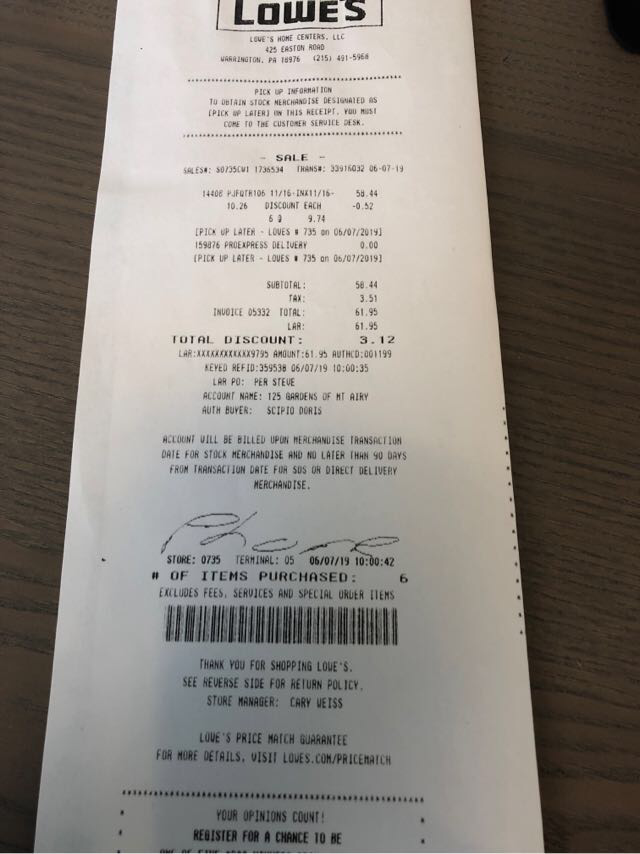 LOWE'S
LOWE'S HOME CENTERS, LLC
425 EASTON ROAD
WARRINGTON, PA 18976 (215) 491-5968
PICK UP INFORMATION
TO OBTAIN STOCK MERCHANDISE DESIGNATED AS
[PICK UP LATER] ON THIS RECEIPT, YOU MUST
COME TO THE CUSTOMER SERVICE DESK.
- SALE -
SALES#: S0735CW1 1736534 TRANS#: 33916032 06-07-19
14408 PJFQTR106 11/16-INX11/16- 58.44
10.26 DISCOUNT EACH -0.52
6 @ 9.74
[PICK UP LATER - LOWES # 735 on 06/07/2019]
159876 PROEXPRESS DELIVERY 0.00
[PICK UP LATER - LOWES # 735 on 06/07/2019]
SUBTOTAL: 58.44
TAX: 3.51
INVOICE 05332 TOTAL: 61.95
LAR: 61.95
TOTAL DISCOUNT: 3.12
LAR:XXXXXXXXXXXX9795 AMOUNT:61.95 AUTHCD:001199
KEYED REFID:359538 06/07/19 10:00:35
LAR PO: PER STEVE
ACCOUNT NAME: 125 GARDENS OF MT AIRY
AUTH BUYER: SCIPIO DORIS
ACCOUNT WILL BE BILLED UPON MERCHANDISE TRANSACTION
DATE FOR STOCK MERCHANDISE AND NO LATER THAN 90 DAYS
FROM TRANSACTION DATE FOR SOS OR DIRECT DELIVERY
MERCHANDISE.
STORE: 0735 TERMINAL: 05 06/07/19 10:00:42
# OF ITEMS PURCHASED: 6
EXCLUDES FEES, SERVICES AND SPECIAL ORDER ITEMS
THANK YOU FOR SHOPPING LOWE'S.
SEE REVERSE SIDE FOR RETURN POLICY.
STORE MANAGER: CARY WEISS
LOWE'S PRICE MATCH GUARANTEE
FOR MORE DETAILS, VISIT LOWES.COM/PRICEMATCH
YOUR OPINIONS COUNT!
REGISTER FOR A CHANCE TO BE